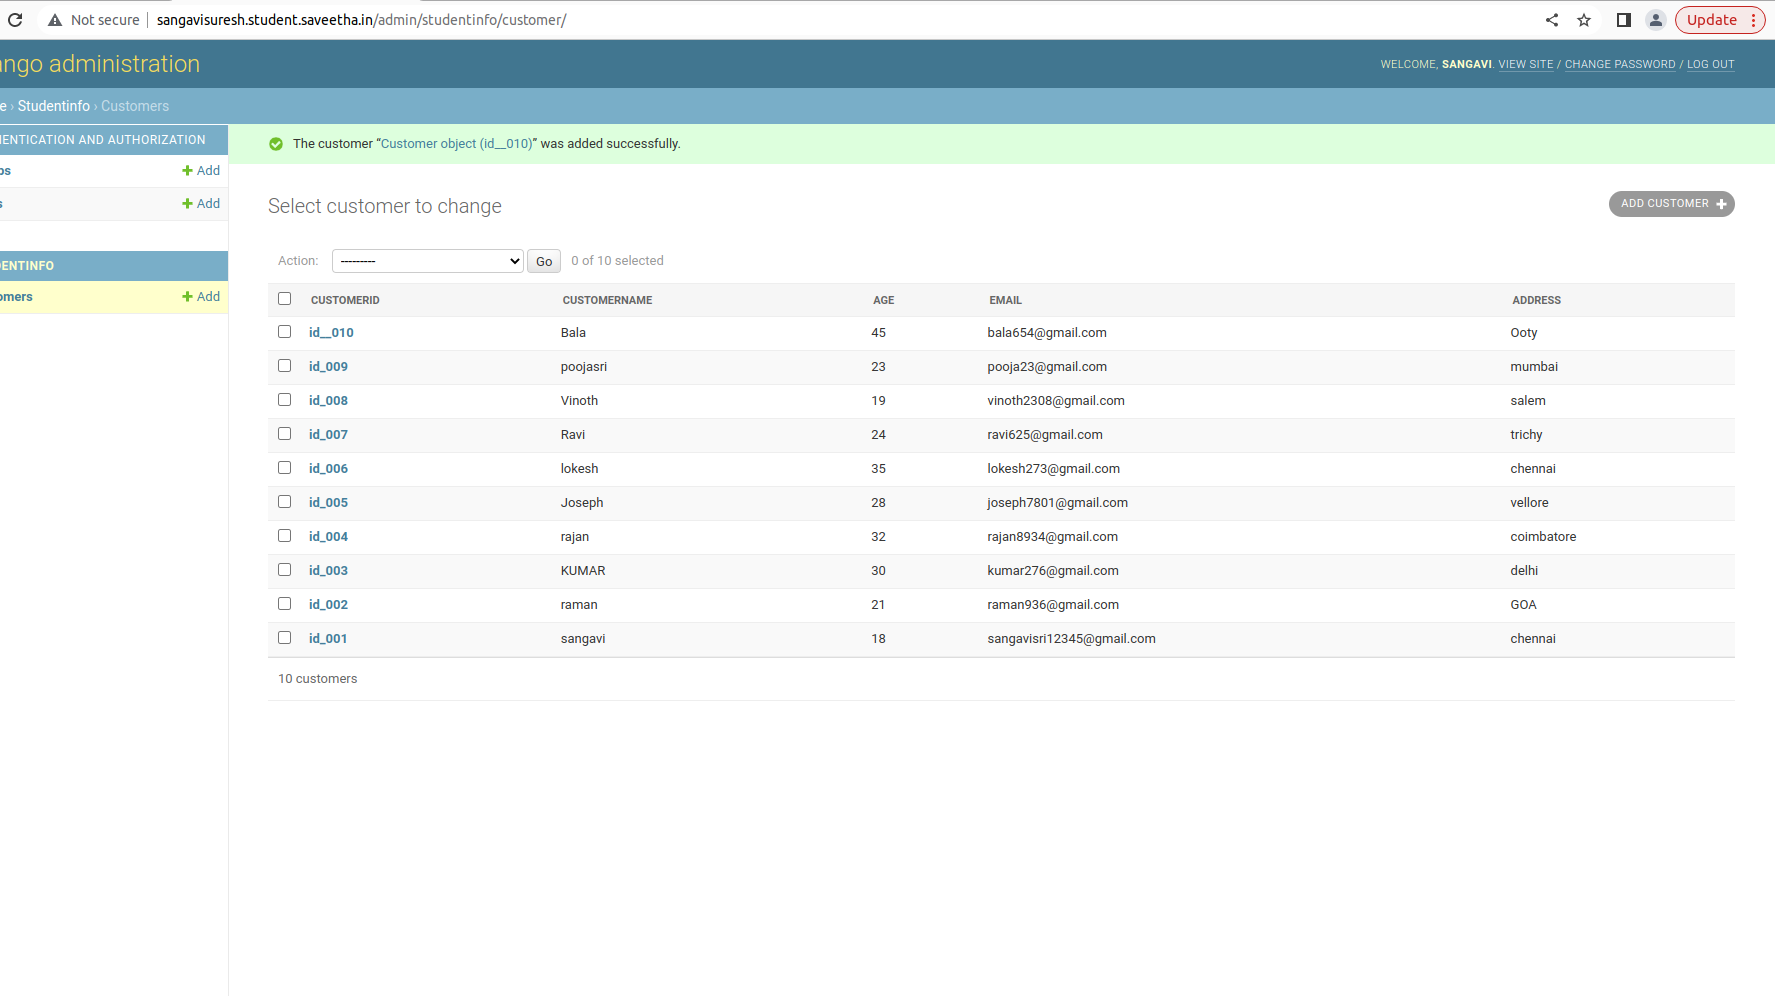 Not secure | sangavisuresh.student.saveetha.in/admin/studentinfo/customer/ Update
ngo administration
WELCOME, SANGAVI. VIEW SITE / CHANGE PASSWORD / LOG OUT
e › Studentinfo › Customers
ENTICATION AND AUTHORIZATION
The customer “Customer object (id__010)” was added successfully.
ps + Add
s + Add
Select customer to change
ADD CUSTOMER +
DENTINFO
omers + Add
Action: --------- Go 0 of 10 selected
CUSTOMERID CUSTOMERNAME AGE EMAIL ADDRESS
id__010 Bala 45 bala654@gmail.com Ooty
id_009 poojasri 23 pooja23@gmail.com mumbai
id_008 Vinoth 19 vinoth2308@gmail.com salem
id_007 Ravi 24 ravi625@gmail.com trichy
id_006 lokesh 35 lokesh273@gmail.com chennai
id_005 Joseph 28 joseph7801@gmail.com vellore
id_004 rajan 32 rajan8934@gmail.com coimbatore
id_003 KUMAR 30 kumar276@gmail.com delhi
id_002 raman 21 raman936@gmail.com GOA
id_001 sangavi 18 sangavisri12345@gmail.com chennai
10 customers